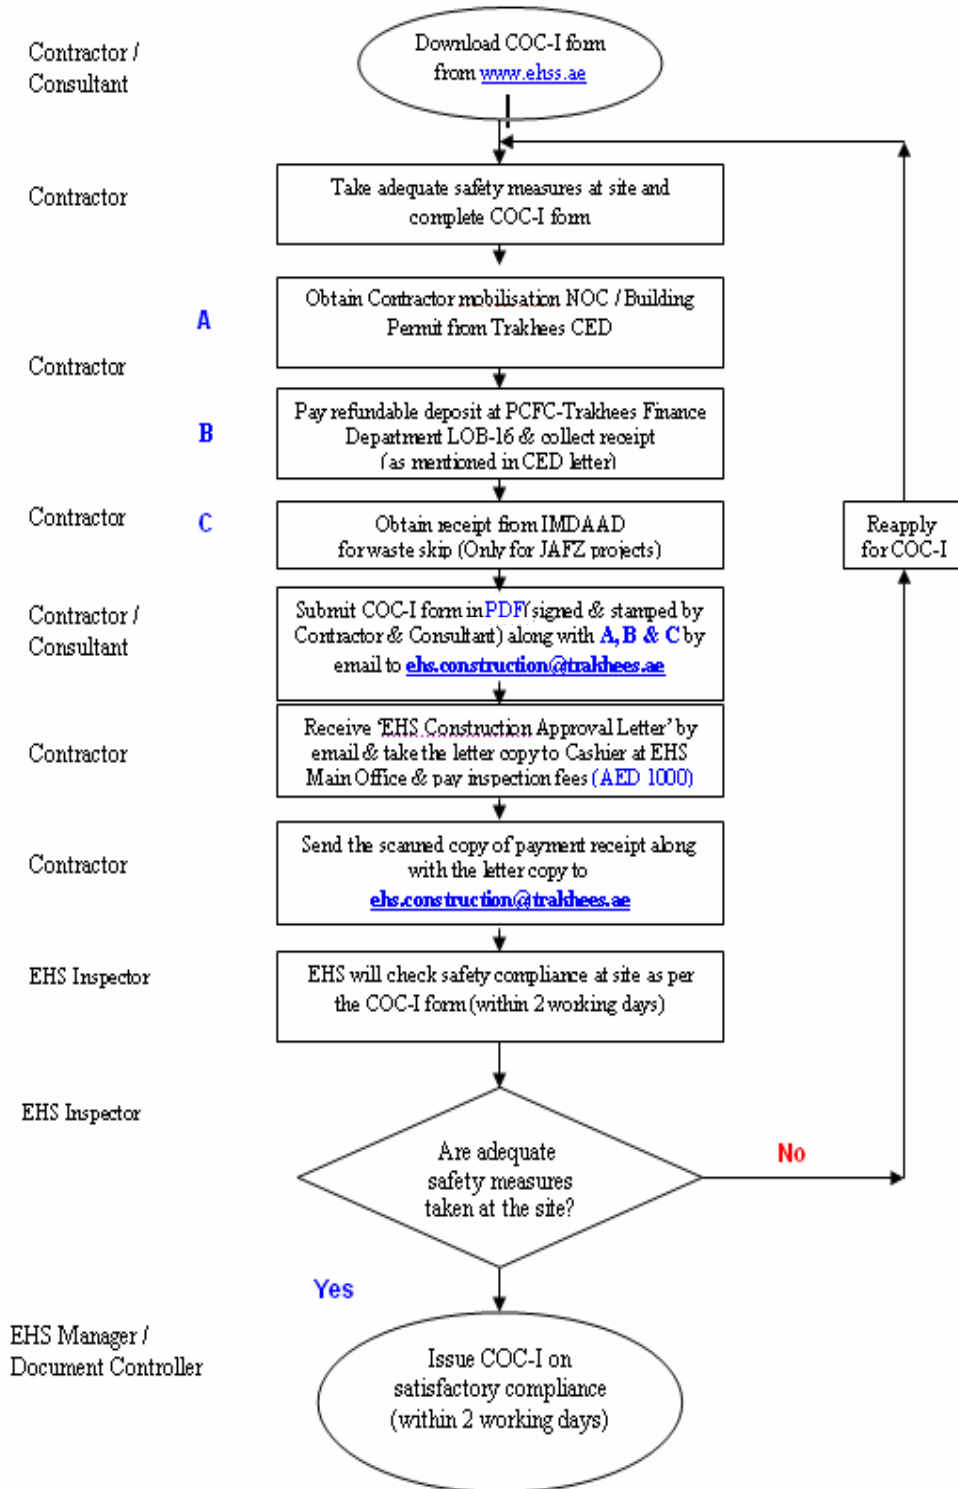 Contractor /
Consultant
Download COC-I form
from www.ehss.ae
Contractor
Take adequate safety measures at site and
complete COC-I form
A
Obtain Contractor mobilisation NOC / Building
Permit from Trakhees CED
Contractor
B
Pay refundable deposit at PCFC-Trakhees Finance
Department LOB-16 & collect receipt
(as mentioned in CED letter)
Contractor
C
Obtain receipt from IMDAAD
for waste skip (Only for JAFZ projects)
Reapply
for COC-I
Contractor /
Consultant
Submit COC-I form in PDF(signed & stamped by
Contractor & Consultant) along with A, B & C by
email to ehs.construction@trakhees.ae
Contractor
Receive ‘EHS Construction Approval Letter’ by
email & take the letter copy to Cashier at EHS
Main Office & pay inspection fees (AED 1000)
Contractor
Send the scanned copy of payment receipt along
with the letter copy to
ehs.construction@trakhees.ae
EHS Inspector
EHS will check safety compliance at site as per
the COC-I form (within 2 working days)
EHS Inspector
Are adequate
safety measures
taken at the site?
No
Yes
EHS Manager /
Document Controller
Issue COC-I on
satisfactory compliance
(within 2 working days)